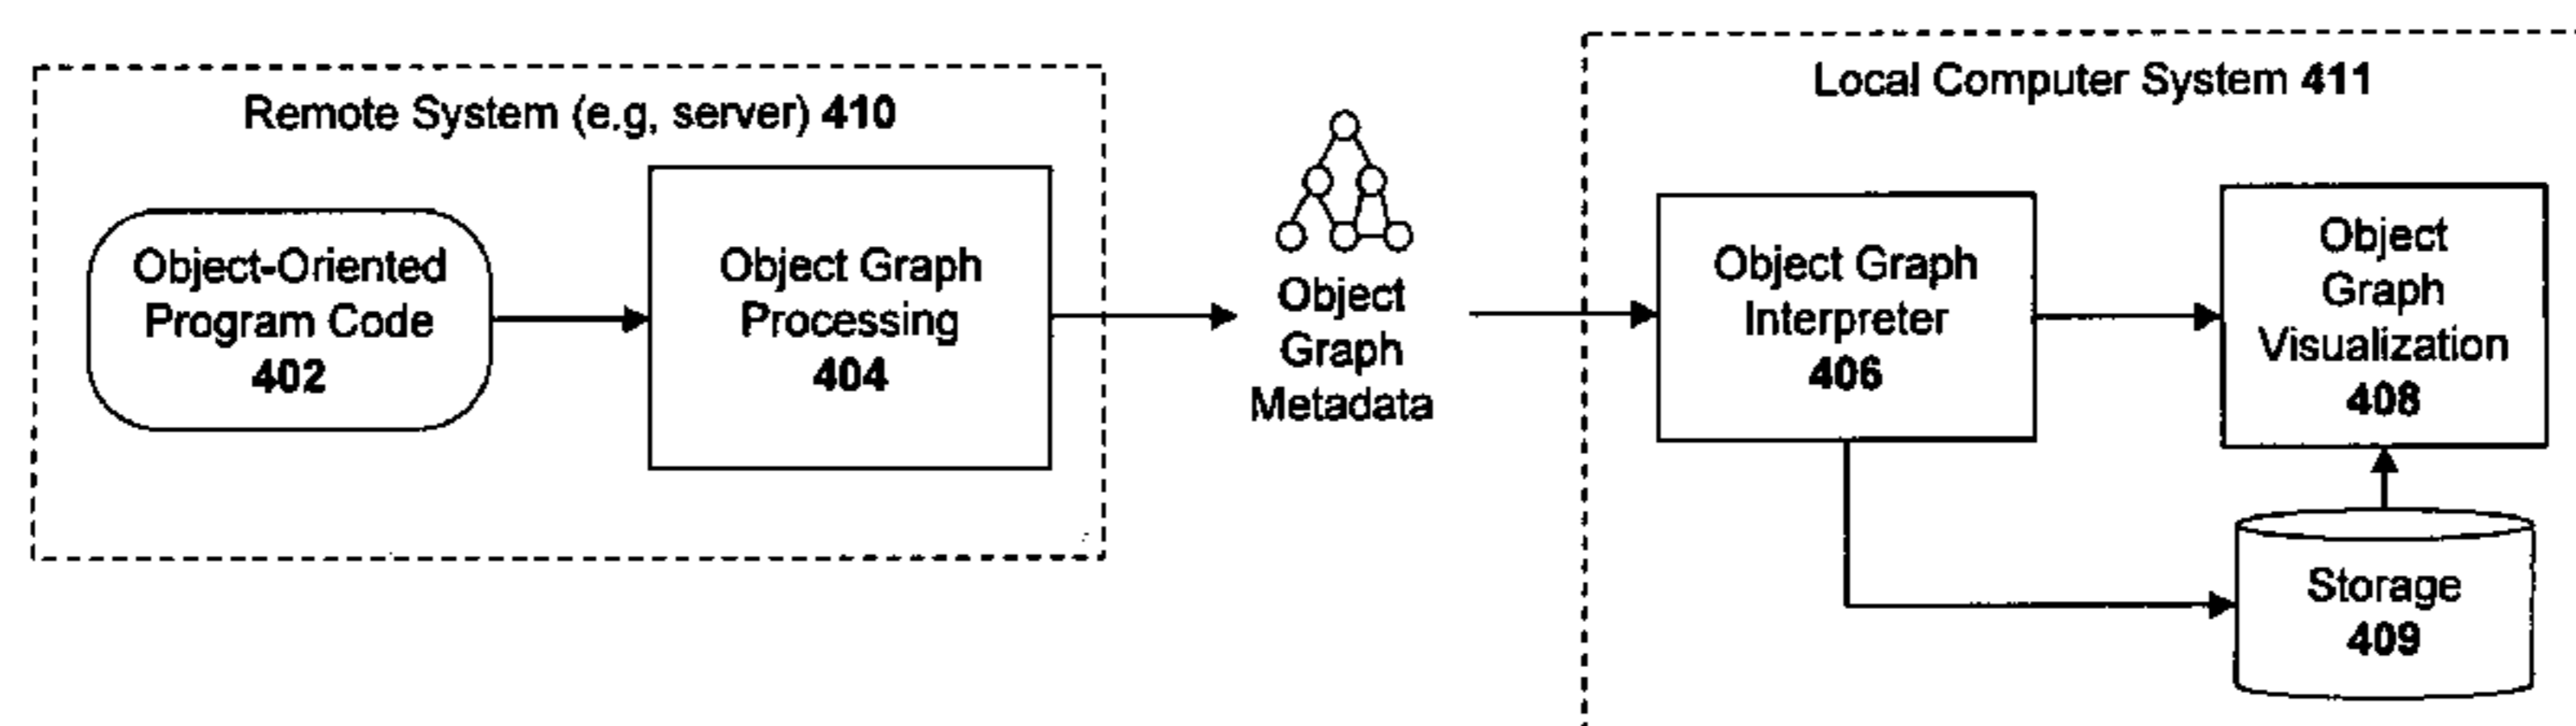 Remote System (e.g, server) 410
Object-Oriented
Program Code
402
Object Graph
Processing
404
Object
Graph
Metadata
Local Computer System 411
Object Graph
Interpreter
406
Object
Graph
Visualization
408
Storage
409